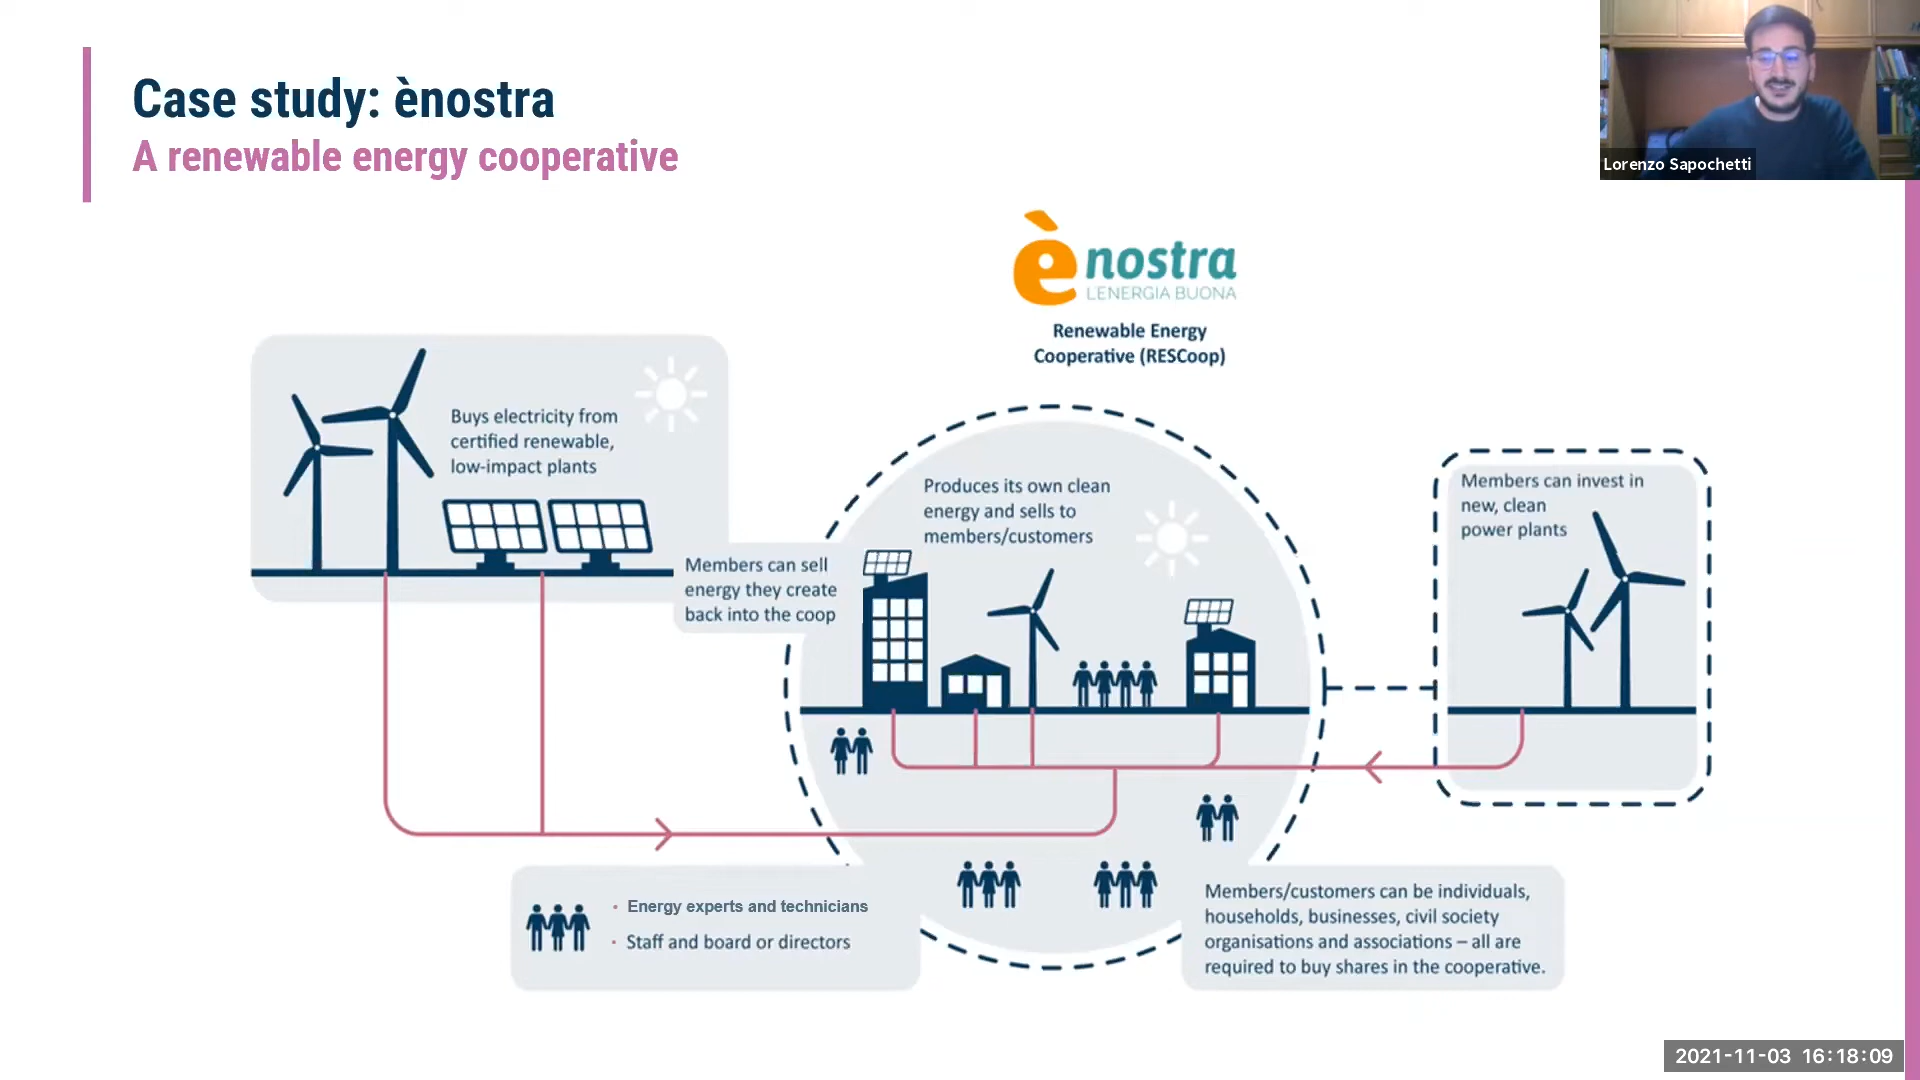 Case study: ènostra
A renewable energy cooperative
Lorenzo Sapochetti
è nostra
L'ENERGIA BUONA
Renewable Energy
Cooperative (RESCoop)
Buys electricity from
certified renewable,
low-impact plants
Members can sell
energy they create
back into the coop
Produces its own clean
energy and sells to
members/customers
Members can invest in
new, clean
power plants
• Energy experts and technicians
• Staff and board or directors
Members/customers can be individuals,
households, businesses, civil society
organisations and associations – all are
required to buy shares in the cooperative.
2021-11-03 16:18:09